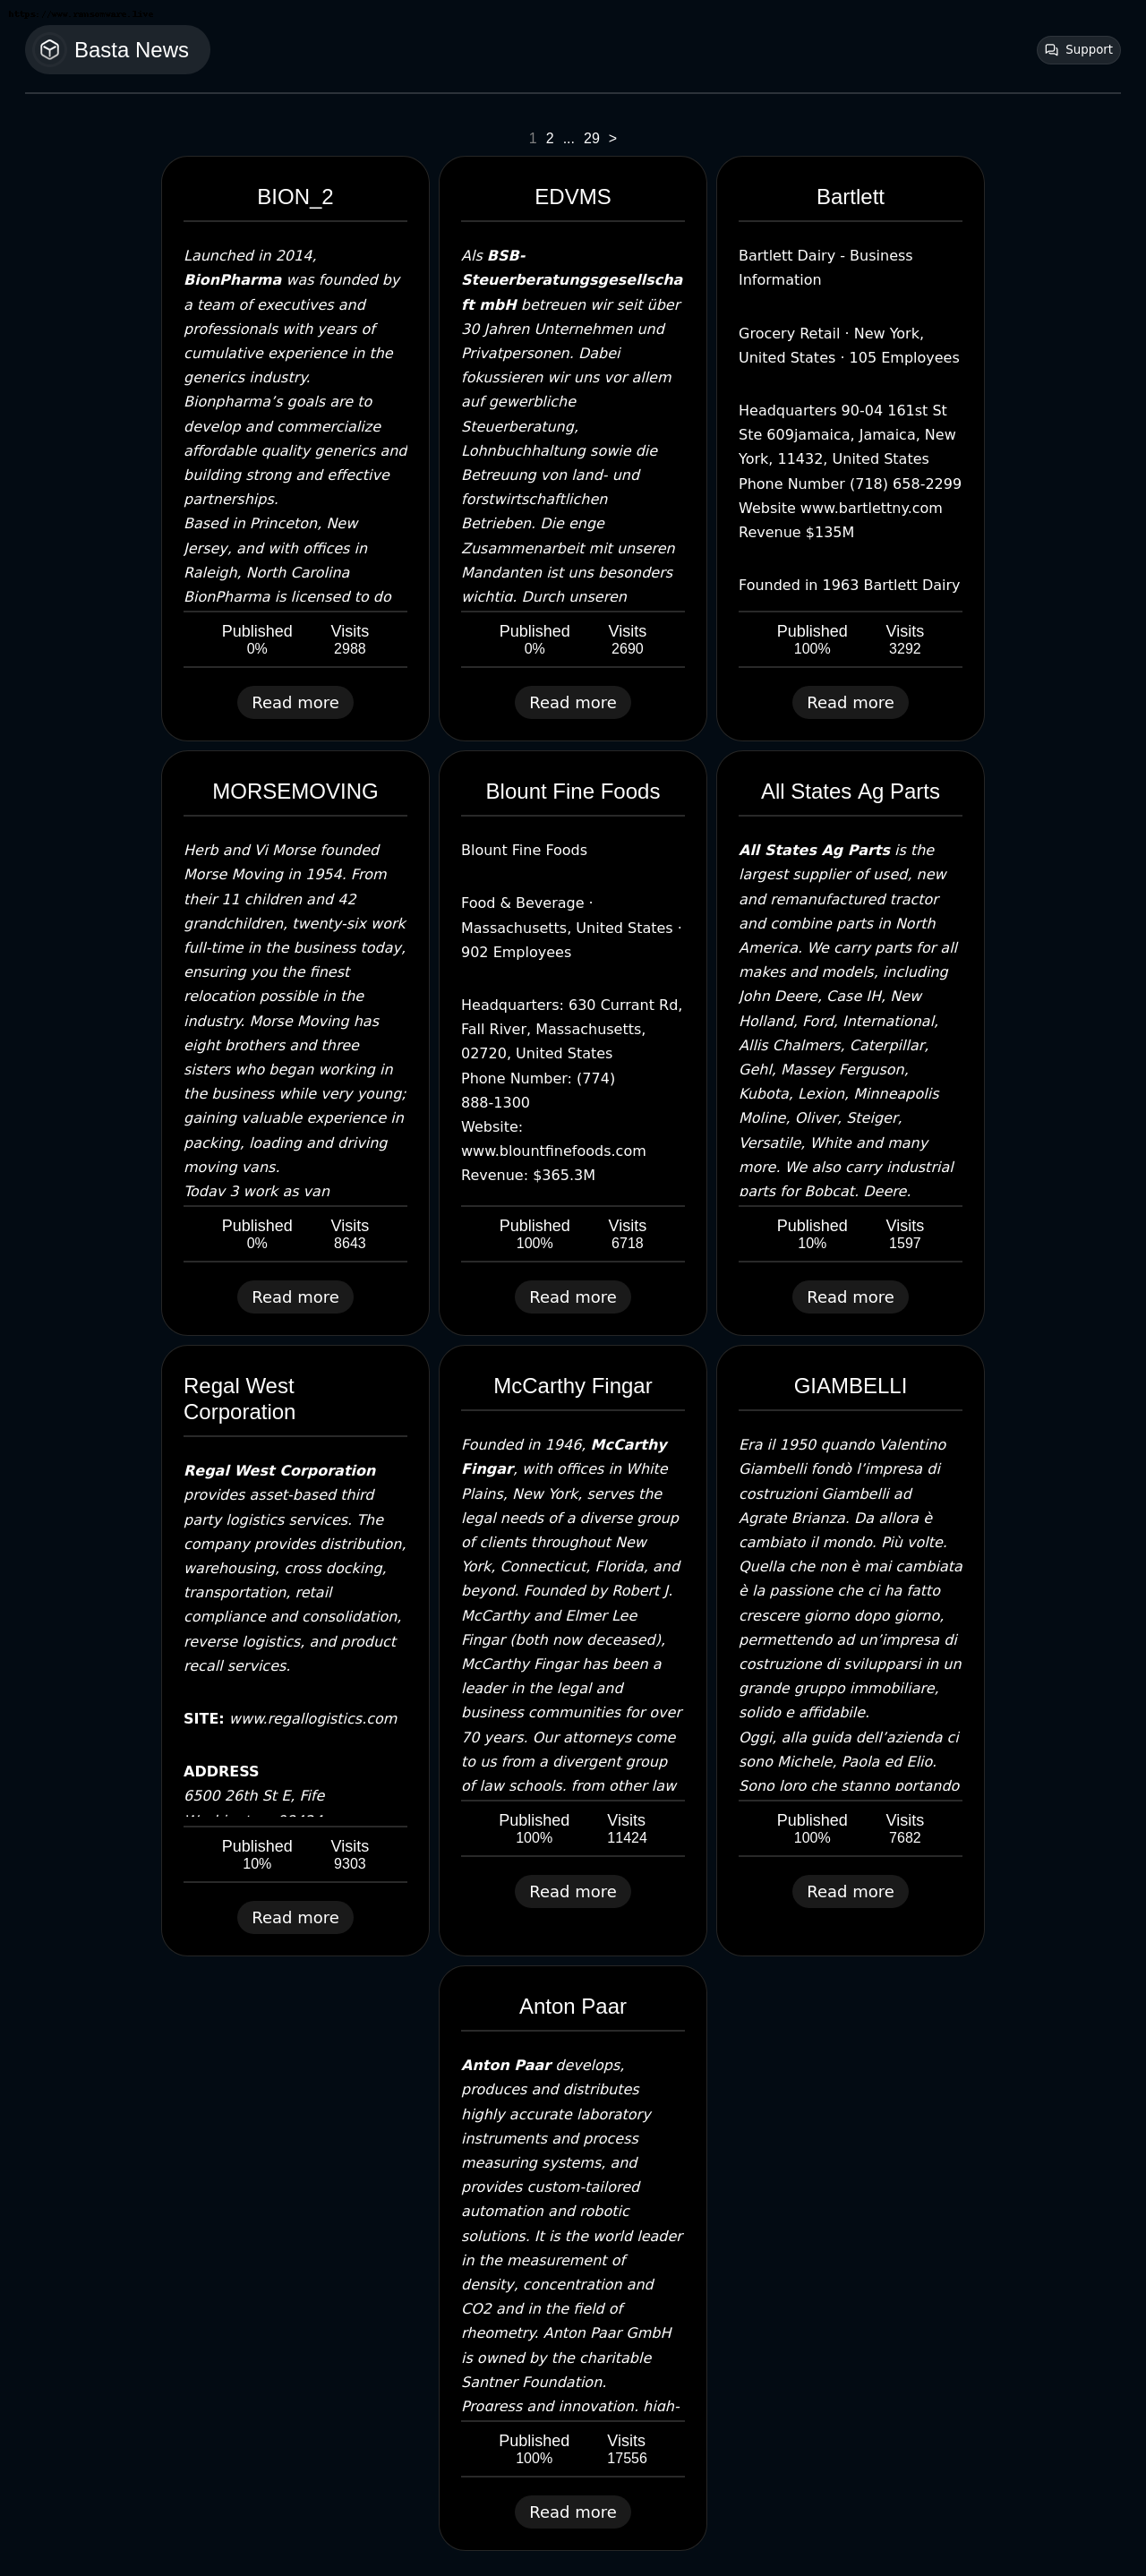 Basta News
Support
1 2 ... 29 >
BION_2
Launched in 2014,
BionPharma was founded by
a team of executives and
professionals with years of
cumulative experience in the
generics industry.
Bionpharma’s goals are to
develop and commercialize
affordable quality generics and
building strong and effective
partnerships.
Based in Princeton, New
Jersey, and with offices in
Raleigh, North Carolina
BionPharma is licensed to do
Published Visits
0% 2988
Read more
EDVMS
Als BSB-
Steuerberatungsgesellscha
ft mbH betreuen wir seit über
30 Jahren Unternehmen und
Privatpersonen. Dabei
fokussieren wir uns vor allem
auf gewerbliche
Steuerberatung,
Lohnbuchhaltung sowie die
Betreuung von land- und
forstwirtschaftlichen
Betrieben. Die enge
Zusammenarbeit mit unseren
Mandanten ist uns besonders
wichtig. Durch unseren
Published Visits
0% 2690
Read more
Bartlett
Bartlett Dairy - Business
Information
Grocery Retail · New York,
United States · 105 Employees
Headquarters 90-04 161st St
Ste 609jamaica, Jamaica, New
York, 11432, United States
Phone Number (718) 658-2299
Website www.bartlettny.com
Revenue $135M
Founded in 1963 Bartlett Dairy
Published Visits
100% 3292
Read more
MORSEMOVING
Herb and Vi Morse founded
Morse Moving in 1954. From
their 11 children and 42
grandchildren, twenty-six work
full-time in the business today,
ensuring you the finest
relocation possible in the
industry. Morse Moving has
eight brothers and three
sisters who began working in
the business while very young;
gaining valuable experience in
packing, loading and driving
moving vans.
Today 3 work as van
Published Visits
0% 8643
Read more
Blount Fine Foods
Blount Fine Foods
Food & Beverage ·
Massachusetts, United States ·
902 Employees
Headquarters: 630 Currant Rd,
Fall River, Massachusetts,
02720, United States
Phone Number: (774)
888-1300
Website:
www.blountfinefoods.com
Revenue: $365.3M
Published Visits
100% 6718
Read more
All States Ag Parts
All States Ag Parts is the
largest supplier of used, new
and remanufactured tractor
and combine parts in North
America. We carry parts for all
makes and models, including
John Deere, Case IH, New
Holland, Ford, International,
Allis Chalmers, Caterpillar,
Gehl, Massey Ferguson,
Kubota, Lexion, Minneapolis
Moline, Oliver, Steiger,
Versatile, White and many
more. We also carry industrial
parts for Bobcat, Deere,
Published Visits
10% 1597
Read more
Regal West
Corporation
Regal West Corporation
provides asset-based third
party logistics services. The
company provides distribution,
warehousing, cross docking,
transportation, retail
compliance and consolidation,
reverse logistics, and product
recall services.
SITE: www.regallogistics.com
ADDRESS
6500 26th St E, Fife
Published Visits
10% 9303
Read more
McCarthy Fingar
Founded in 1946, McCarthy
Fingar, with offices in White
Plains, New York, serves the
legal needs of a diverse group
of clients throughout New
York, Connecticut, Florida, and
beyond. Founded by Robert J.
McCarthy and Elmer Lee
Fingar (both now deceased),
McCarthy Fingar has been a
leader in the legal and
business communities for over
70 years. Our attorneys come
to us from a divergent group
of law schools, from other law
Published Visits
100% 11424
Read more
GIAMBELLI
Era il 1950 quando Valentino
Giambelli fondò l’impresa di
costruzioni Giambelli ad
Agrate Brianza. Da allora è
cambiato il mondo. Più volte.
Quella che non è mai cambiata
è la passione che ci ha fatto
crescere giorno dopo giorno,
permettendo ad un’impresa di
costruzione di svilupparsi in un
grande gruppo immobiliare,
solido e affidabile.
Oggi, alla guida dell’azienda ci
sono Michele, Paola ed Elio.
Sono loro che stanno portando
Published Visits
100% 7682
Read more
Anton Paar
Anton Paar develops,
produces and distributes
highly accurate laboratory
instruments and process
measuring systems, and
provides custom-tailored
automation and robotic
solutions. It is the world leader
in the measurement of
density, concentration and
CO2 and in the field of
rheometry. Anton Paar GmbH
is owned by the charitable
Santner Foundation.
Progress and innovation, high-
Published Visits
100% 17556
Read more